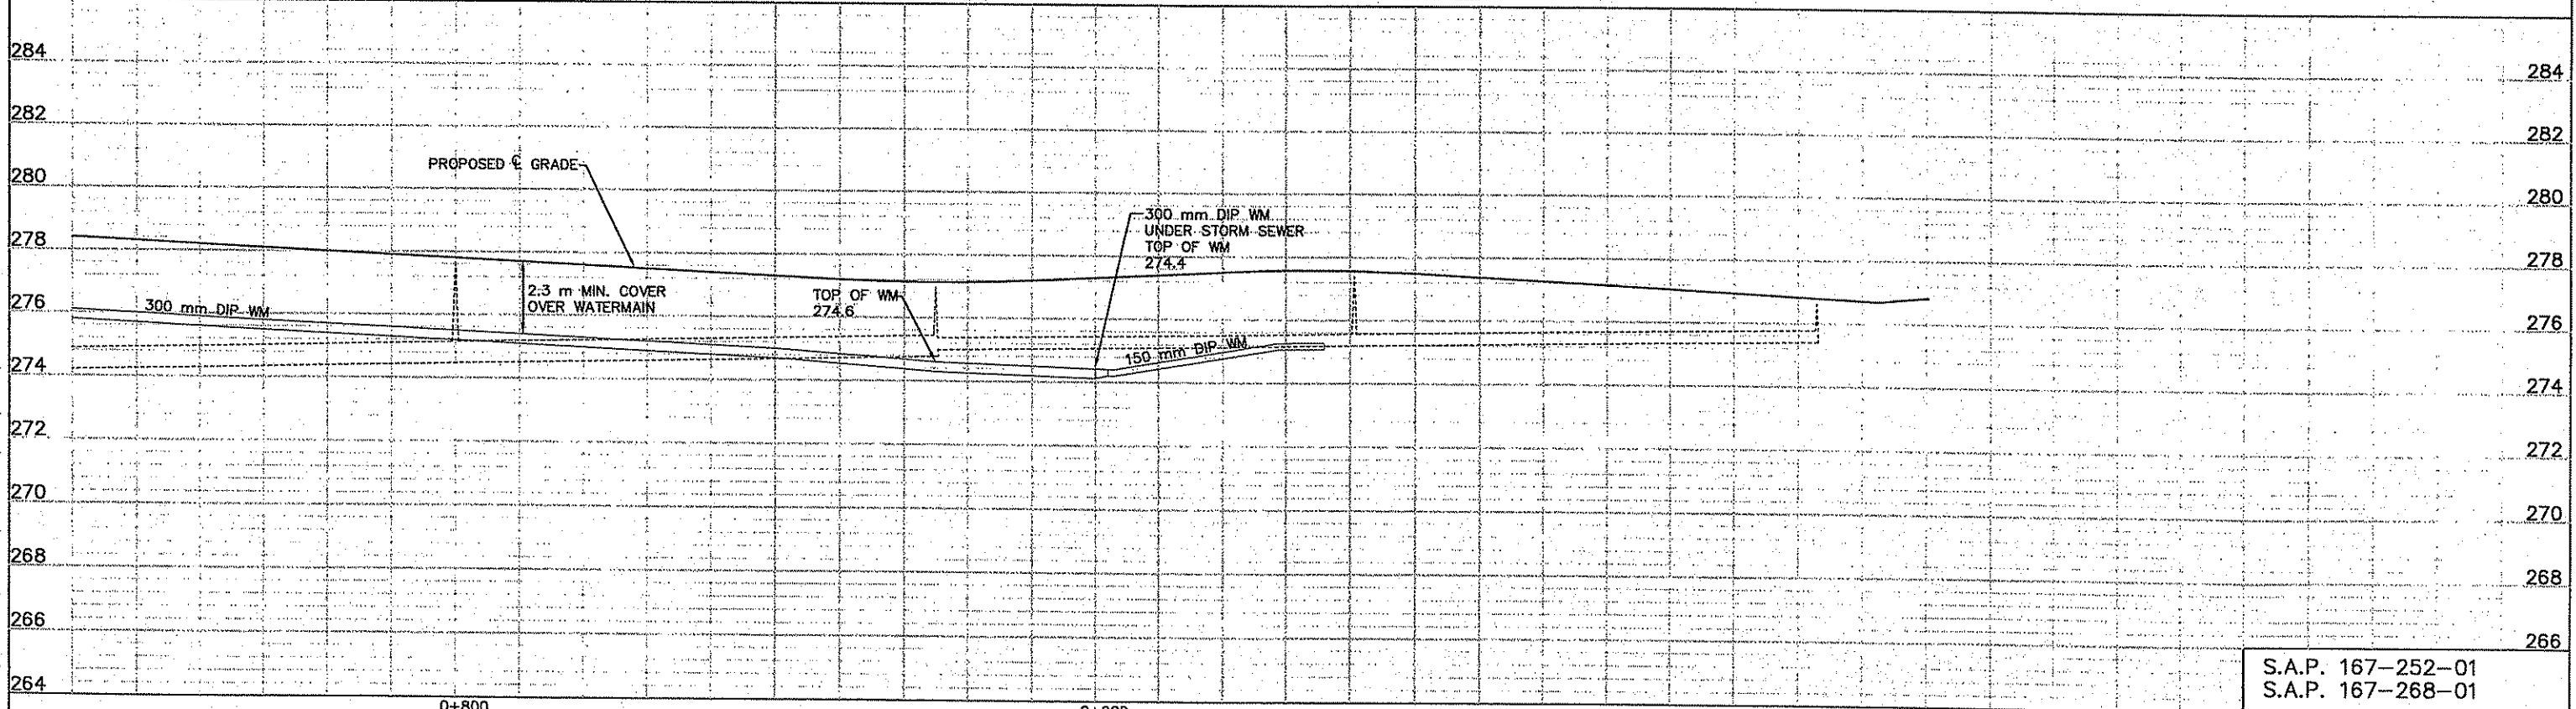 284
284
282
282
PROPOSED ℄ GRADE
280
280
300 mm DIP WM
UNDER STORM SEWER
TOP OF WM
274.4
278
278
2.3 m MIN. COVER
OVER WATERMAIN
TOP OF WM
274.6
276
300 mm DIP WM
276
150 mm DIP WM
274
274
272
272
270
270
268
268
266
266
S.A.P. 167-252-01
S.A.P. 167-268-01
264
0+800